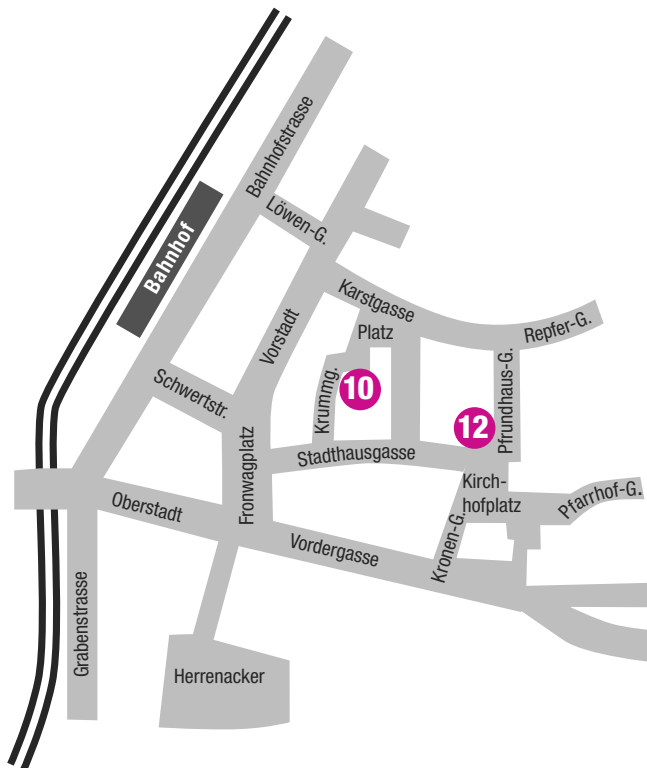 Bahnhofstrasse
Löwen-G.
Bahnhof
Karstgasse
Platz
Repfer-G.
Vorstadt
Krummg.
10
Pfrundhaus-G.
Schwertstr.
12
Stadthausgasse
Fronwagplatz
Kirch-
hofplatz
Pfarrhof-G.
Oberstadt
Vordergasse
Kronen-G.
Grabenstrasse
Herrenacker